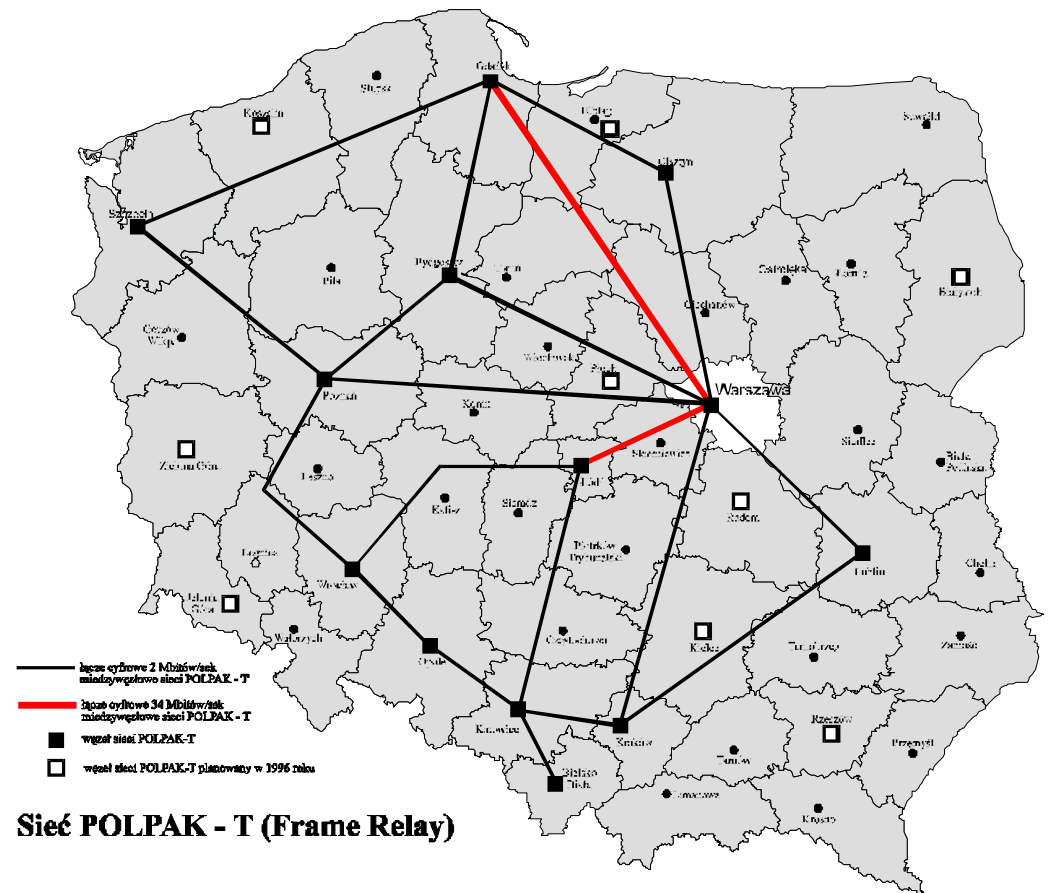 Gdańsk
Słupsk
Koszalin
Elbląg
Suwałki
Olsztyn
Szczecin
Bydgoszcz
Toruń
Piła
Ostrołęka
Łomża
Białystok
Ciechanów
Gorzów
Wlkp.
Włocławek
Płock
Warszawa
Poznań
Konin
Siedlce
Skierniewice
Biała
Podlaska
Zielona Góra
Leszno
Łódź
Kalisz
Sieradz
Radom
Piotrków
Trybunalski
Lublin
Chełm
Legnica
Wrocław
Jelenia
Góra
Wałbrzych
Częstochowa
Kielce
Opole
Tarnobrzeg
Zamość
łącze cyfrowe 2 Mbitów/sek
międzywęzłowe sieci POLPAK - T
łącze cyfrowe 34 Mbitów/sek
międzywęzłowe sieci POLPAK - T
Katowice
Kraków
Rzeszów
Przemyśl
Tarnów
węzeł sieci POLPAK-T
węzeł sieci POLPAK-T planowany w 1996 roku
Bielsko
Biała
Krosno
Sieć POLPAK - T (Frame Relay)